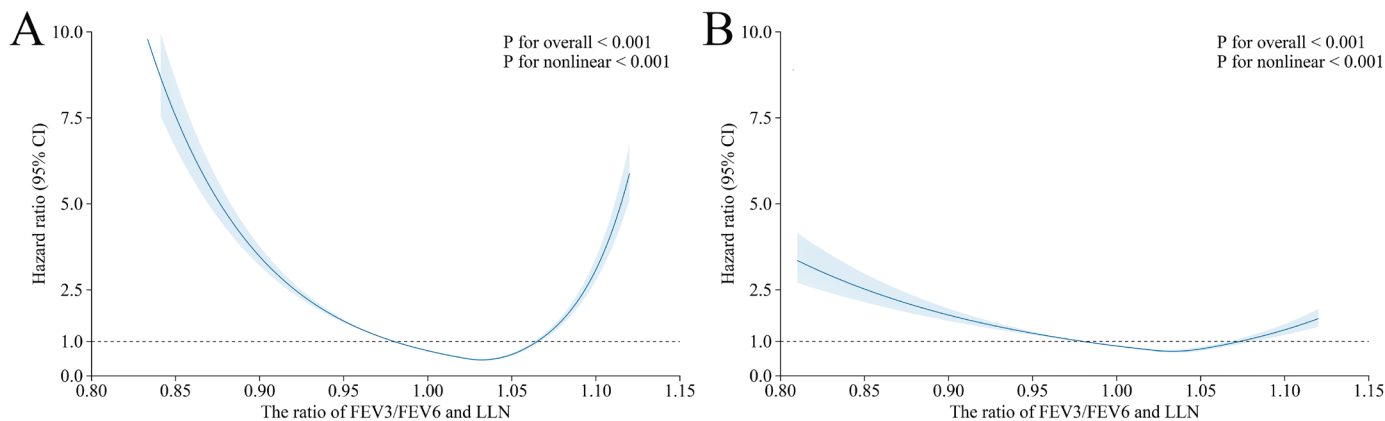 A
P for overall < 0.001
P for nonlinear < 0.001
Hazard ratio (95% CI)
10.0
7.5
5.0
2.5
1.0
0.0
0.80
0.85
0.90
0.95
1.00
1.05
1.10
1.15
The ratio of FEV3/FEV6 and LLN
B
P for overall < 0.001
P for nonlinear < 0.001
Hazard ratio (95% CI)
10.0
7.5
5.0
2.5
1.0
0.0
0.80
0.85
0.90
0.95
1.00
1.05
1.10
1.15
The ratio of FEV3/FEV6 and LLN